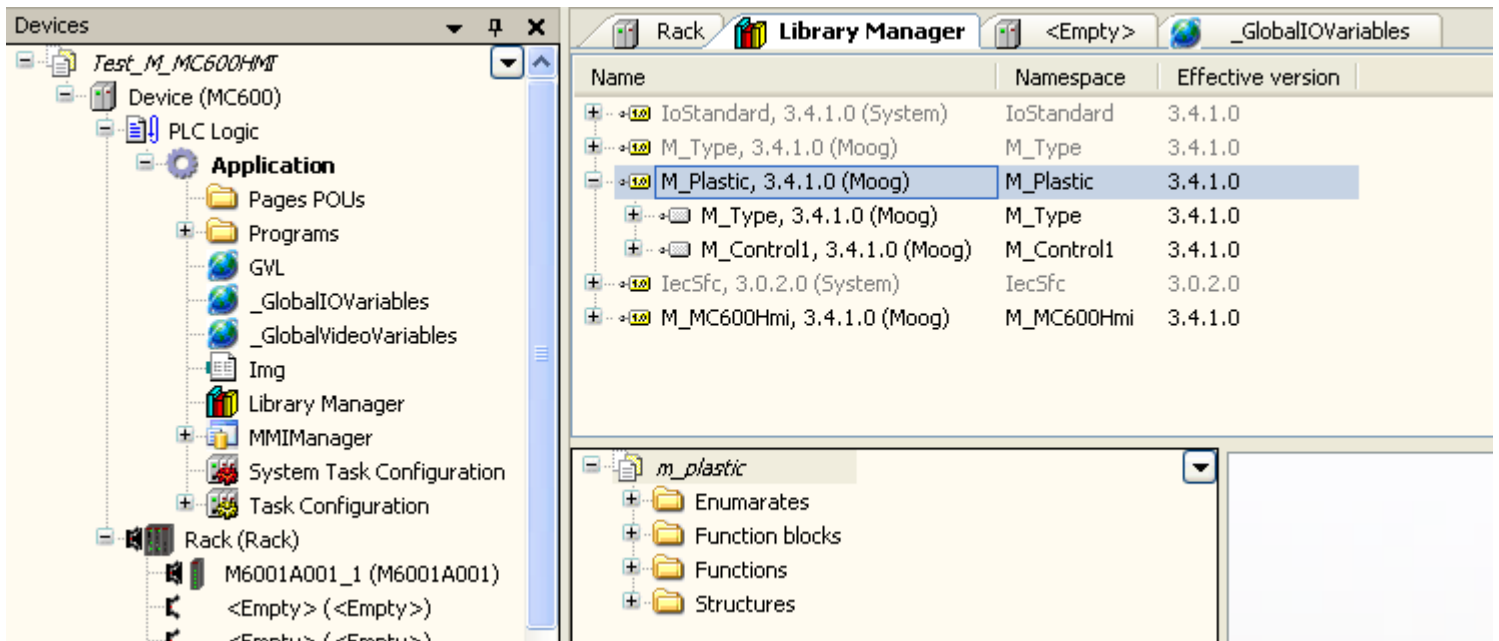 Devices
Test_M_MC600HMI
Device (MC600)
PLC Logic
Application
Pages POUs
Programs
GVL
_GlobalIOVariables
_GlobalVideoVariables
Img
Library Manager
MMIManager
System Task Configuration
Task Configuration
Rack (Rack)
M6001A001_1 (M6001A001)
<Empty> (<Empty>)
<Empty> (<Empty>)
Rack Library Manager <Empty> _GlobalIOVariables
Name Namespace Effective version
IoStandard, 3.4.1.0 (System) IoStandard 3.4.1.0
M_Type, 3.4.1.0 (Moog) M_Type 3.4.1.0
M_Plastic, 3.4.1.0 (Moog) M_Plastic 3.4.1.0
M_Type, 3.4.1.0 (Moog) M_Type 3.4.1.0
M_Control1, 3.4.1.0 (Moog) M_Control1 3.4.1.0
IecSfc, 3.0.2.0 (System) IecSfc 3.0.2.0
M_MC600Hmi, 3.4.1.0 (Moog) M_MC600Hmi 3.4.1.0
m_plastic
Enumarates
Function blocks
Functions
Structures